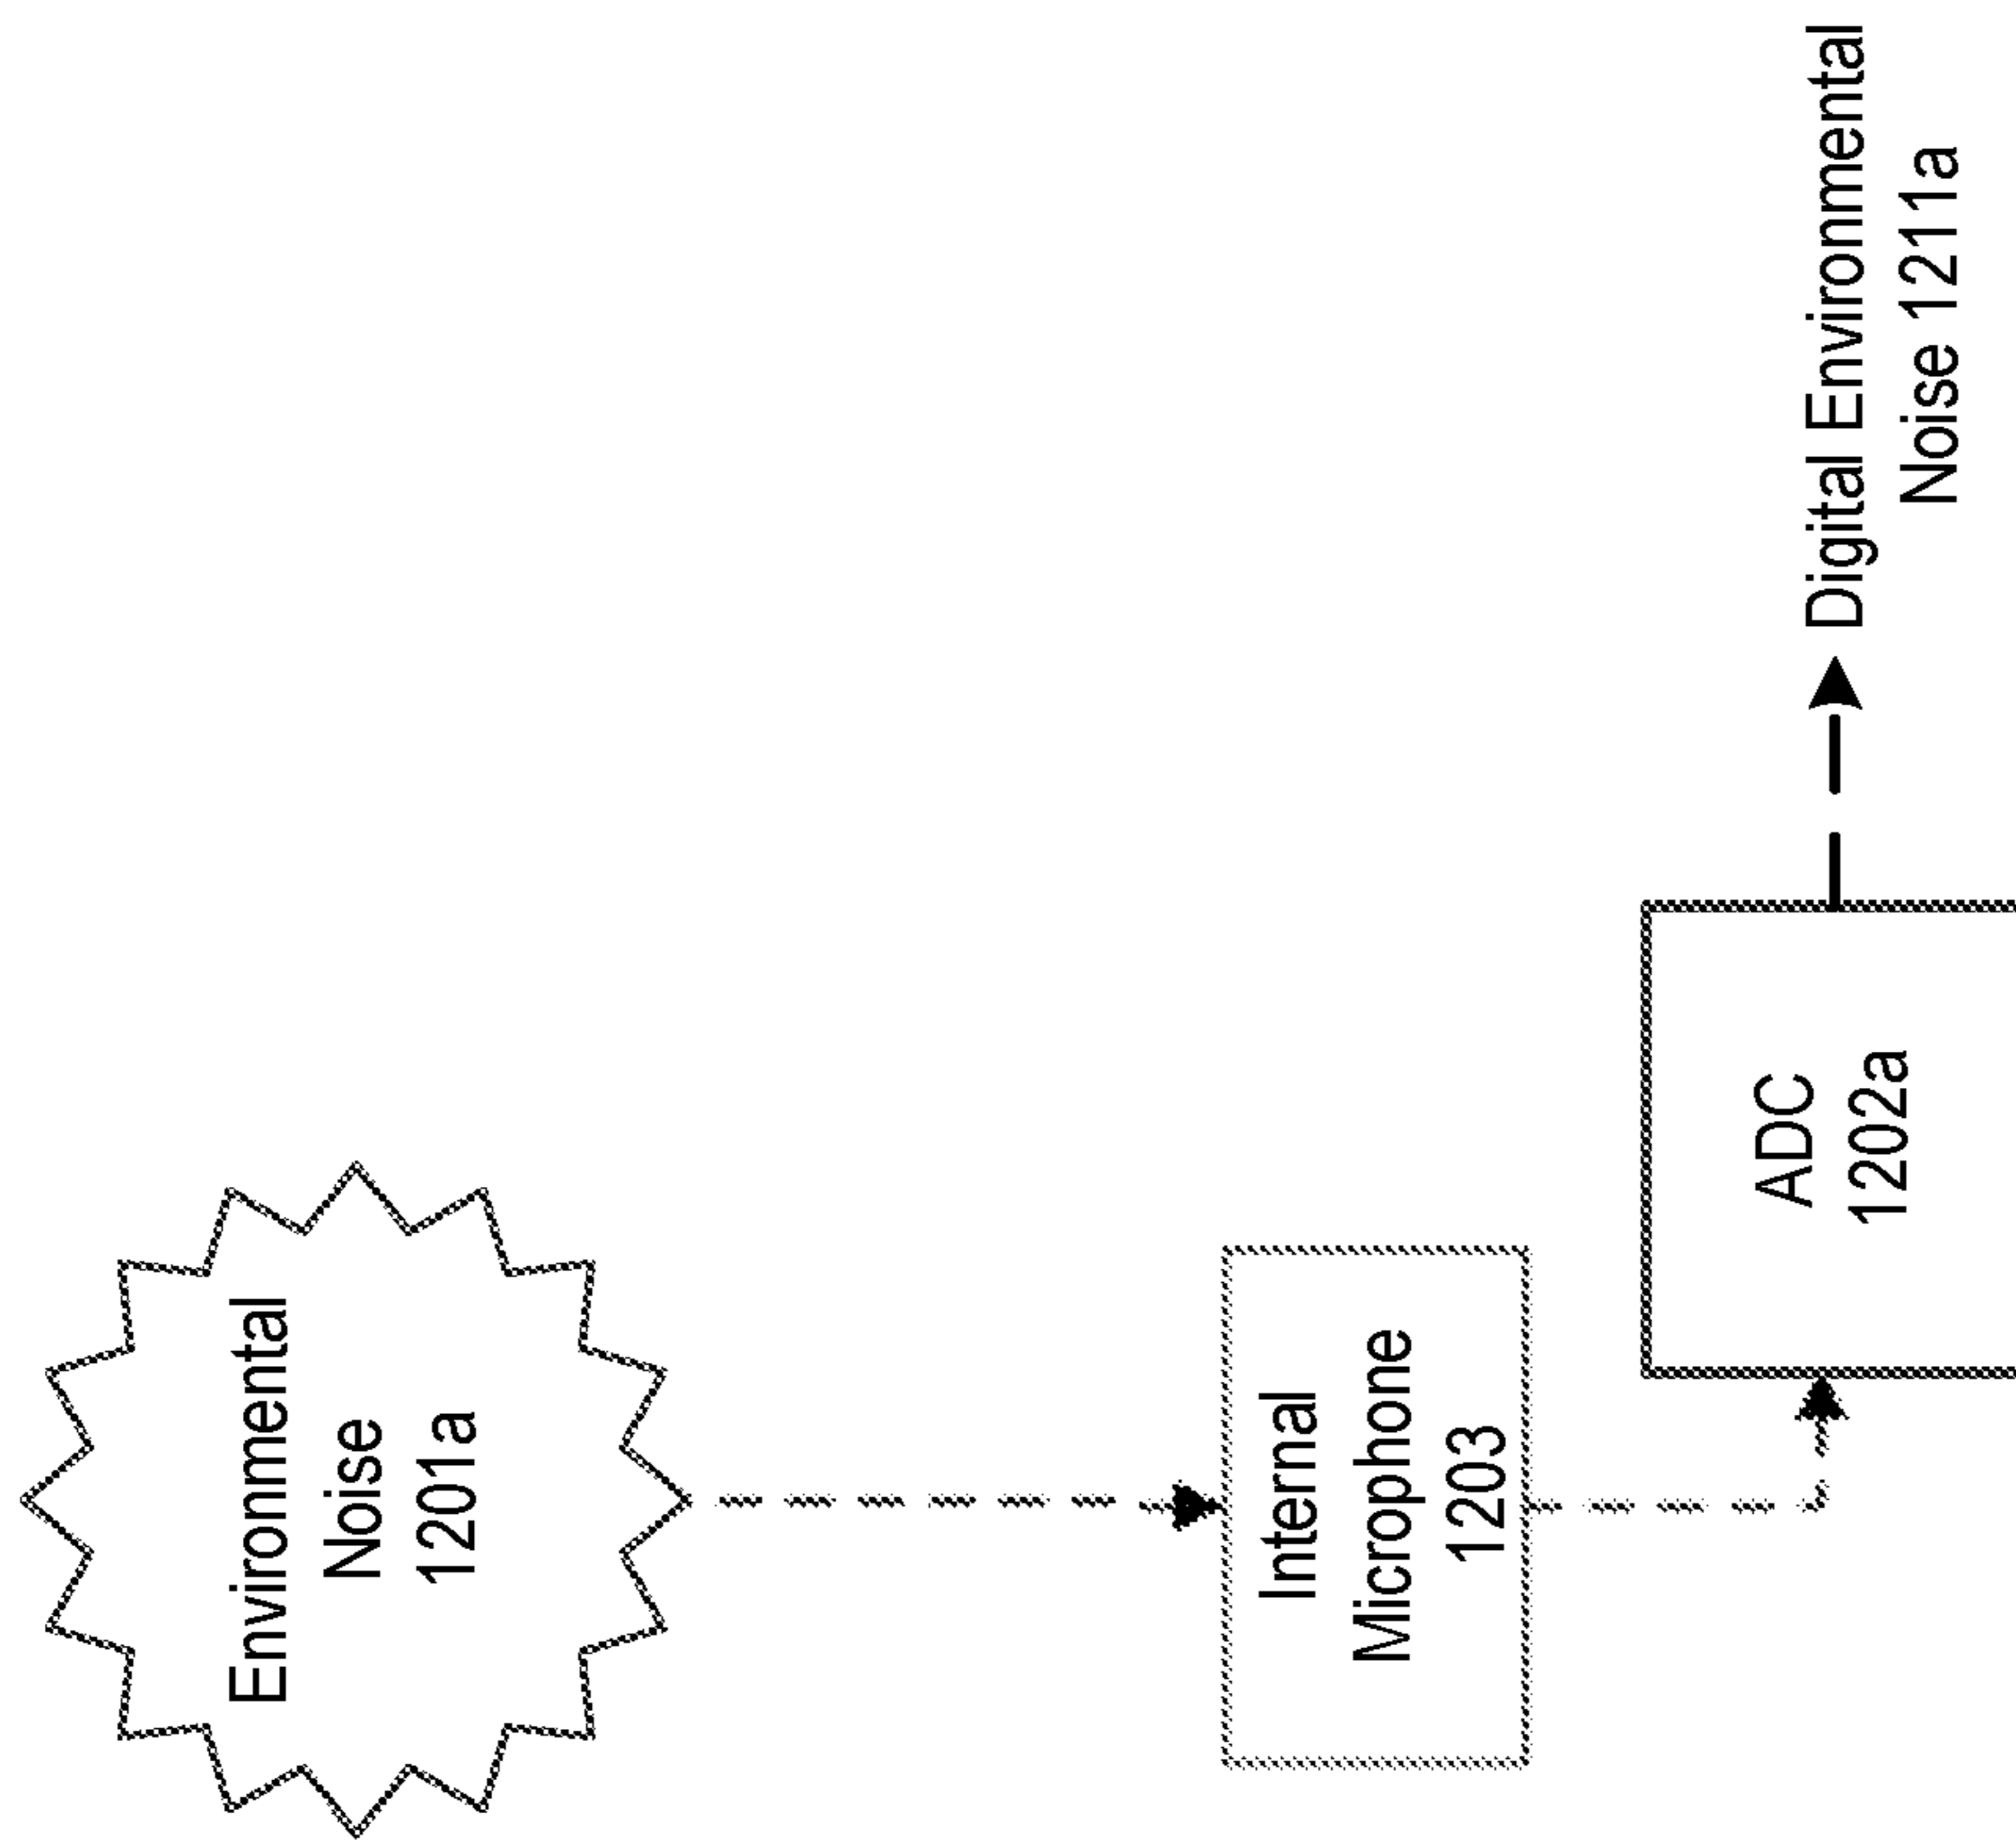 Environmental
Noise
1201a
Internal
Microphone
1203
ADC
1202a
Digital Environmental
Noise 1211a